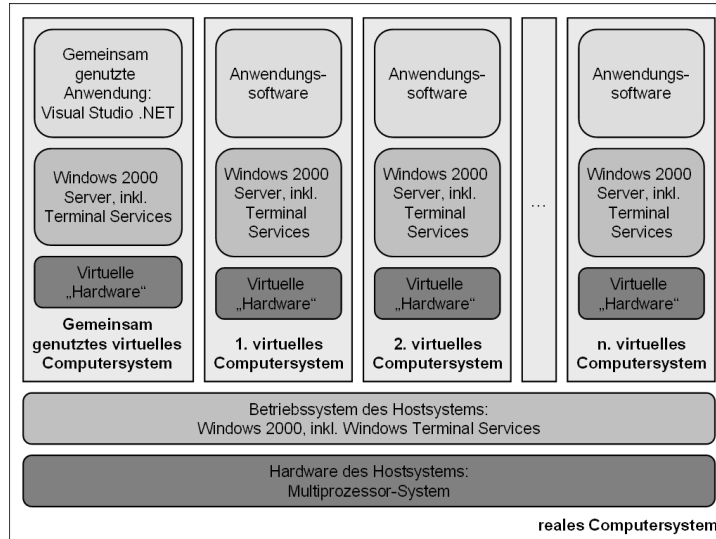 Gemeinsam
genutzte
Anwendung:
Visual Studio .NET
Windows 2000
Server, inkl.
Terminal Services
Virtuelle
„Hardware“
Gemeinsam
genutztes virtuelles
Computersystem
Anwendungs-
software
Windows 2000
Server, inkl.
Terminal
Services
Virtuelle
„Hardware“
1. virtuelles
Computersystem
Anwendungs-
software
Windows 2000
Server, inkl.
Terminal
Services
Virtuelle
„Hardware“
2. virtuelles
Computersystem
...
Anwendungs-
software
Windows 2000
Server, inkl.
Terminal
Services
Virtuelle
„Hardware“
n. virtuelles
Computersystem
Betriebssystem des Hostsystems:
Windows 2000, inkl. Windows Terminal Services
Hardware des Hostsystems:
Multiprozessor-System
reales Computersystem